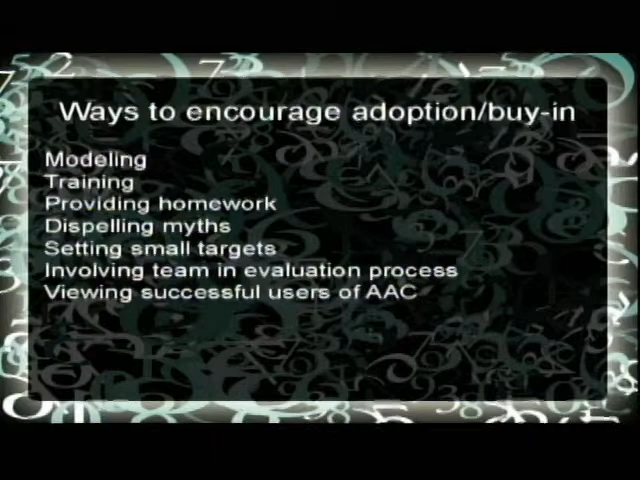 Ways to encourage adoption/buy-in
Modeling
Training
Providing homework
Dispelling myths
Setting small targets
Involving team in evaluation process
Viewing successful users of AAC